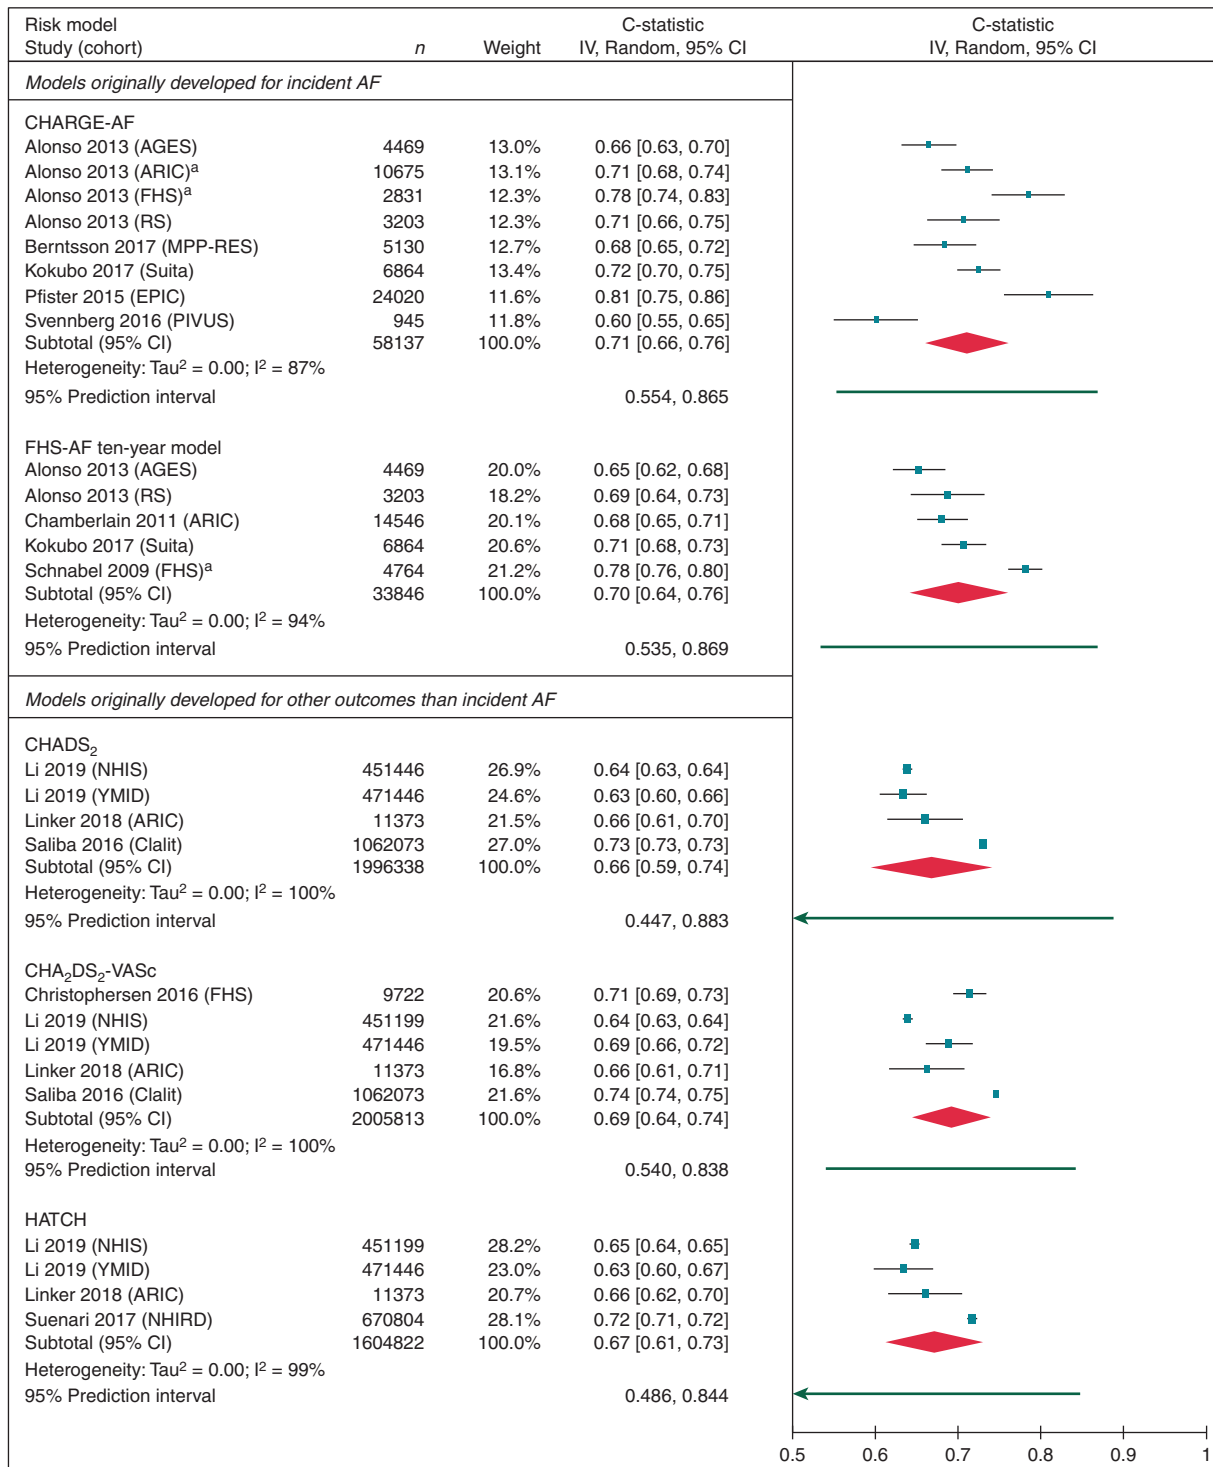 Risk model C-statistic C-statistic
Study (cohort) n Weight IV, Random, 95% CI IV, Random, 95% CI
Models originally developed for incident AF
CHARGE-AF
Alonso 2013 (AGES) 4469 13.0% 0.66 [0.63, 0.70]
Alonso 2013 (ARIC)ᵃ 10675 13.1% 0.71 [0.68, 0.74]
Alonso 2013 (FHS)ᵃ 2831 12.3% 0.78 [0.74, 0.83]
Alonso 2013 (RS) 3203 12.3% 0.71 [0.66, 0.75]
Berntsson 2017 (MPP-RES) 5130 12.7% 0.68 [0.65, 0.72]
Kokubo 2017 (Suita) 6864 13.4% 0.72 [0.70, 0.75]
Pfister 2015 (EPIC) 24020 11.6% 0.81 [0.75, 0.86]
Svennberg 2016 (PIVUS) 945 11.8% 0.60 [0.55, 0.65]
Subtotal (95% CI) 58137 100.0% 0.71 [0.66, 0.76]
Heterogeneity: Tau² = 0.00; I² = 87%
95% Prediction interval 0.554, 0.865
FHS-AF ten-year model
Alonso 2013 (AGES) 4469 20.0% 0.65 [0.62, 0.68]
Alonso 2013 (RS) 3203 18.2% 0.69 [0.64, 0.73]
Chamberlain 2011 (ARIC) 14546 20.1% 0.68 [0.65, 0.71]
Kokubo 2017 (Suita) 6864 20.6% 0.71 [0.68, 0.73]
Schnabel 2009 (FHS)ᵃ 4764 21.2% 0.78 [0.76, 0.80]
Subtotal (95% CI) 33846 100.0% 0.70 [0.64, 0.76]
Heterogeneity: Tau² = 0.00; I² = 94%
95% Prediction interval 0.535, 0.869
Models originally developed for other outcomes than incident AF
CHADS₂
Li 2019 (NHIS) 451446 26.9% 0.64 [0.63, 0.64]
Li 2019 (YMID) 471446 24.6% 0.63 [0.60, 0.66]
Linker 2018 (ARIC) 11373 21.5% 0.66 [0.61, 0.70]
Saliba 2016 (Clalit) 1062073 27.0% 0.73 [0.73, 0.73]
Subtotal (95% CI) 1996338 100.0% 0.66 [0.59, 0.74]
Heterogeneity: Tau² = 0.00; I² = 100%
95% Prediction interval 0.447, 0.883
CHA₂DS₂-VASc
Christophersen 2016 (FHS) 9722 20.6% 0.71 [0.69, 0.73]
Li 2019 (NHIS) 451199 21.6% 0.64 [0.63, 0.64]
Li 2019 (YMID) 471446 19.5% 0.69 [0.66, 0.72]
Linker 2018 (ARIC) 11373 16.8% 0.66 [0.61, 0.71]
Saliba 2016 (Clalit) 1062073 21.6% 0.74 [0.74, 0.75]
Subtotal (95% CI) 2005813 100.0% 0.69 [0.64, 0.74]
Heterogeneity: Tau² = 0.00; I² = 100%
95% Prediction interval 0.540, 0.838
HATCH
Li 2019 (NHIS) 451199 28.2% 0.65 [0.64, 0.65]
Li 2019 (YMID) 471446 23.0% 0.63 [0.60, 0.67]
Linker 2018 (ARIC) 11373 20.7% 0.66 [0.62, 0.70]
Suenari 2017 (NHIRD) 670804 28.1% 0.72 [0.71, 0.72]
Subtotal (95% CI) 1604822 100.0% 0.67 [0.61, 0.73]
Heterogeneity: Tau² = 0.00; I² = 99%
95% Prediction interval 0.486, 0.844
0.5 0.6 0.7 0.8 0.9 1